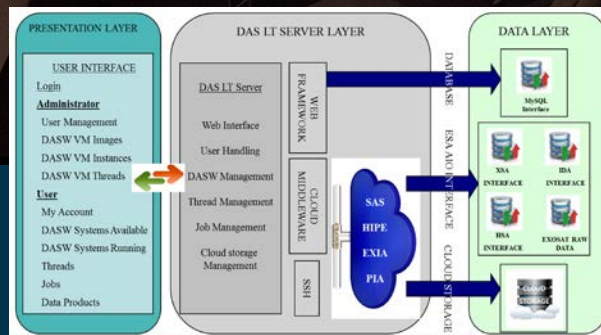 PRESENTATION LAYER
USER INTERFACE
Login
Administrator
User Management
DASW VM Images
DASW VM Instances
DASW VM Threads
User
My Account
DASW Systems Available
DASW Systems Running
Threads
Jobs
Data Products
DAS LT SERVER LAYER
DAS LT Server
Web Interface
User Handling
DASW Management
Thread Management
Job Management
Cloud storage
Management
WEB
FRAMEWORK
CLOUD
MIDDLEWARE
SSH
SAS
HIPE
EXIA
PIA
DATABASE
ESA AIO INTERFACE
CLOUD STORAGE
DATA LAYER
MySQL
Interface
XSA
INTERFACE
IDA
INTERFACE
HSA
INTERFACE
EXOSAT RAW
DATA
CLOUD
STORAGE